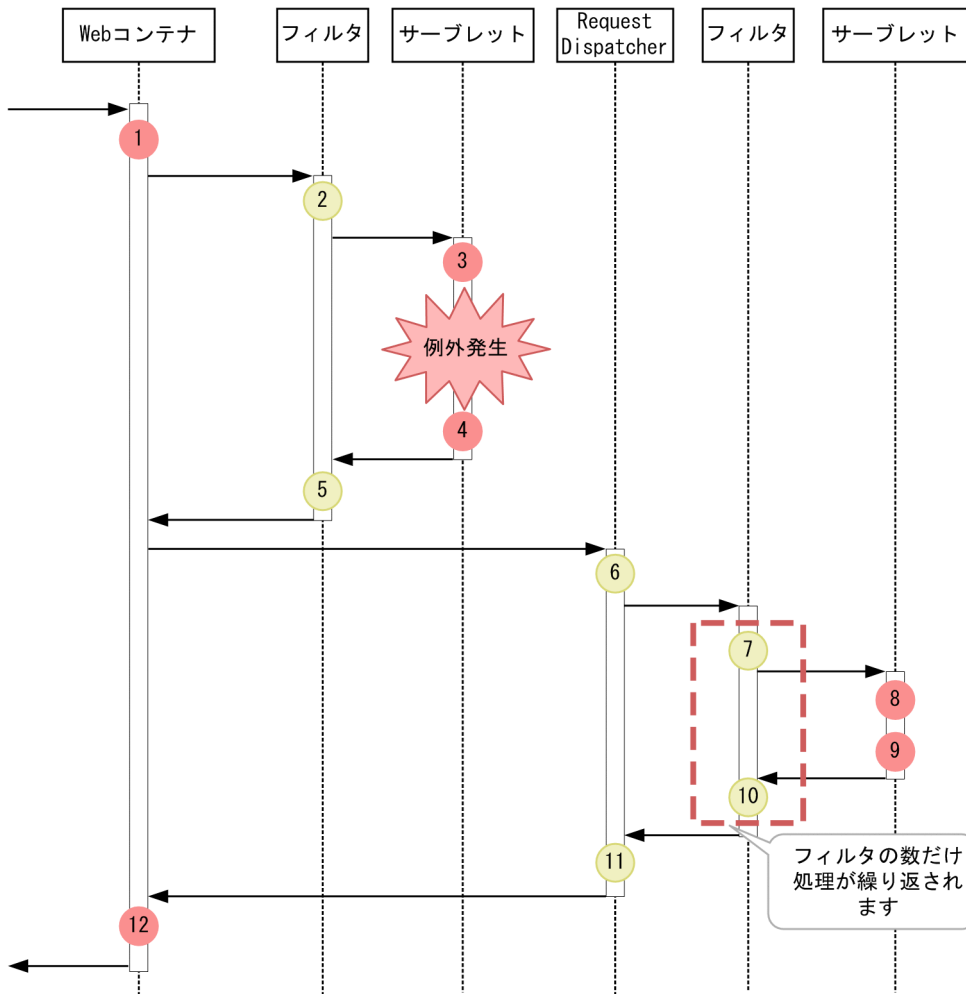 Webコンテナ
フィルタ
サーブレット
Request
Dispatcher
フィルタ
サーブレット
1
2
3
例外発生
4
5
6
7
8
9
10
11
12
フィルタの数だけ
処理が繰り返され
ます